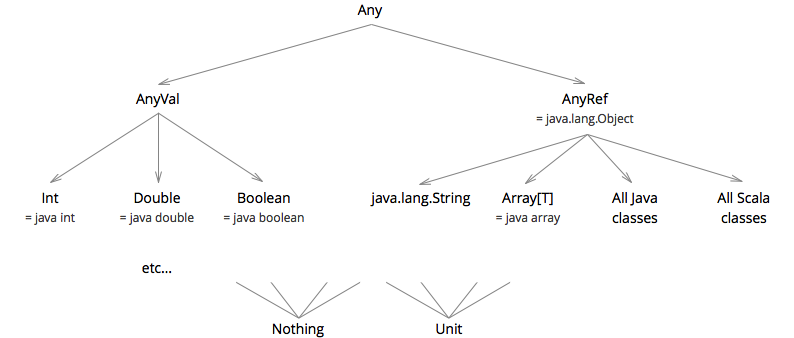 Any
AnyVal
AnyRef
= java.lang.Object
Int
= java int
Double
= java double
Boolean
= java boolean
java.lang.String
Array[T]
= java array
All Java
classes
All Scala
classes
etc...
Nothing
Unit